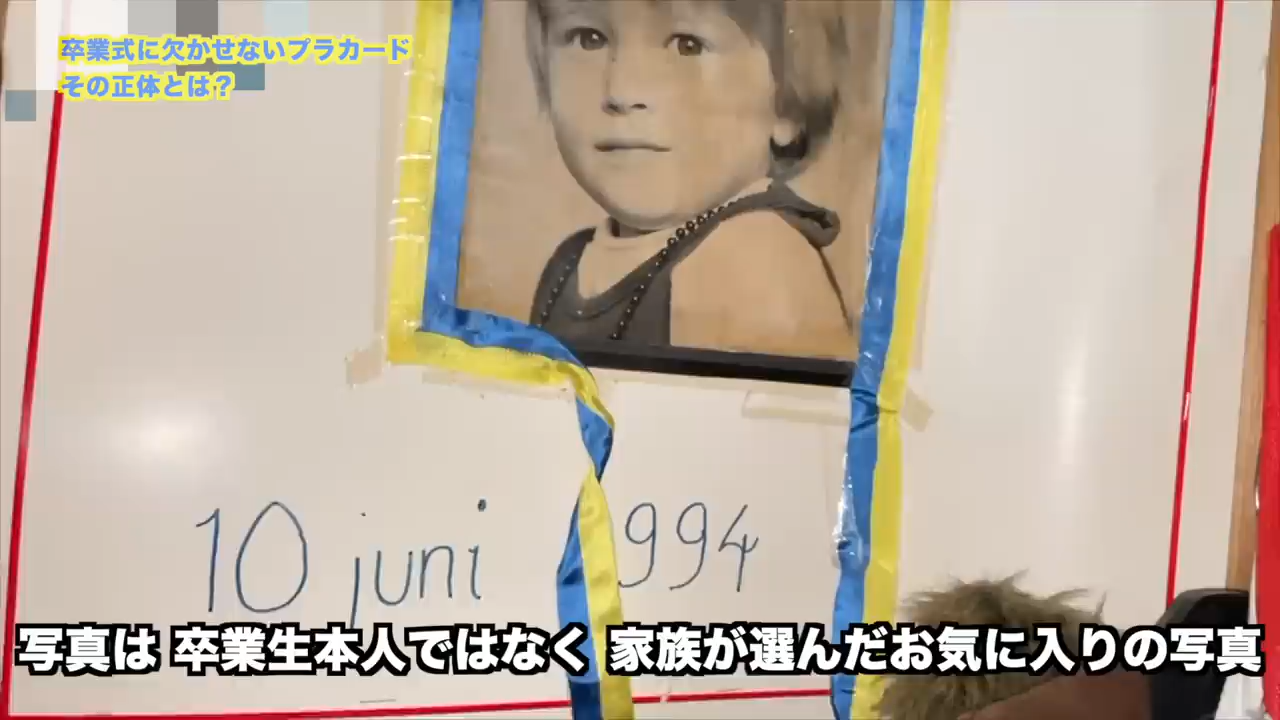 卒業式に欠かせないプラカード
その正体とは？
10 juni 994
写真は 卒業生本人ではなく 家族が選んだお気に入りの写真